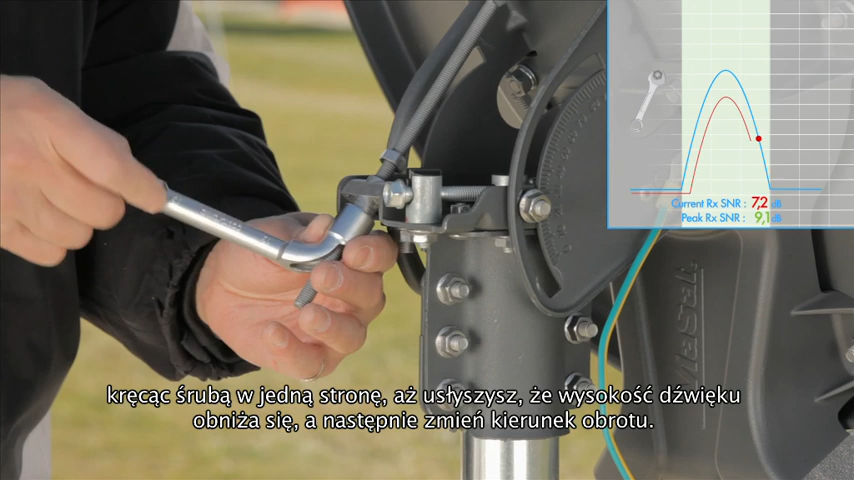 Current Rx SNR : 7,2 dB
Peak Rx SNR : 9,1 dB
kręcąc śrubą w jedną stronę, aż usłyszysz, że wysokość dźwięku
obniża się, a następnie zmień kierunek obrotu.